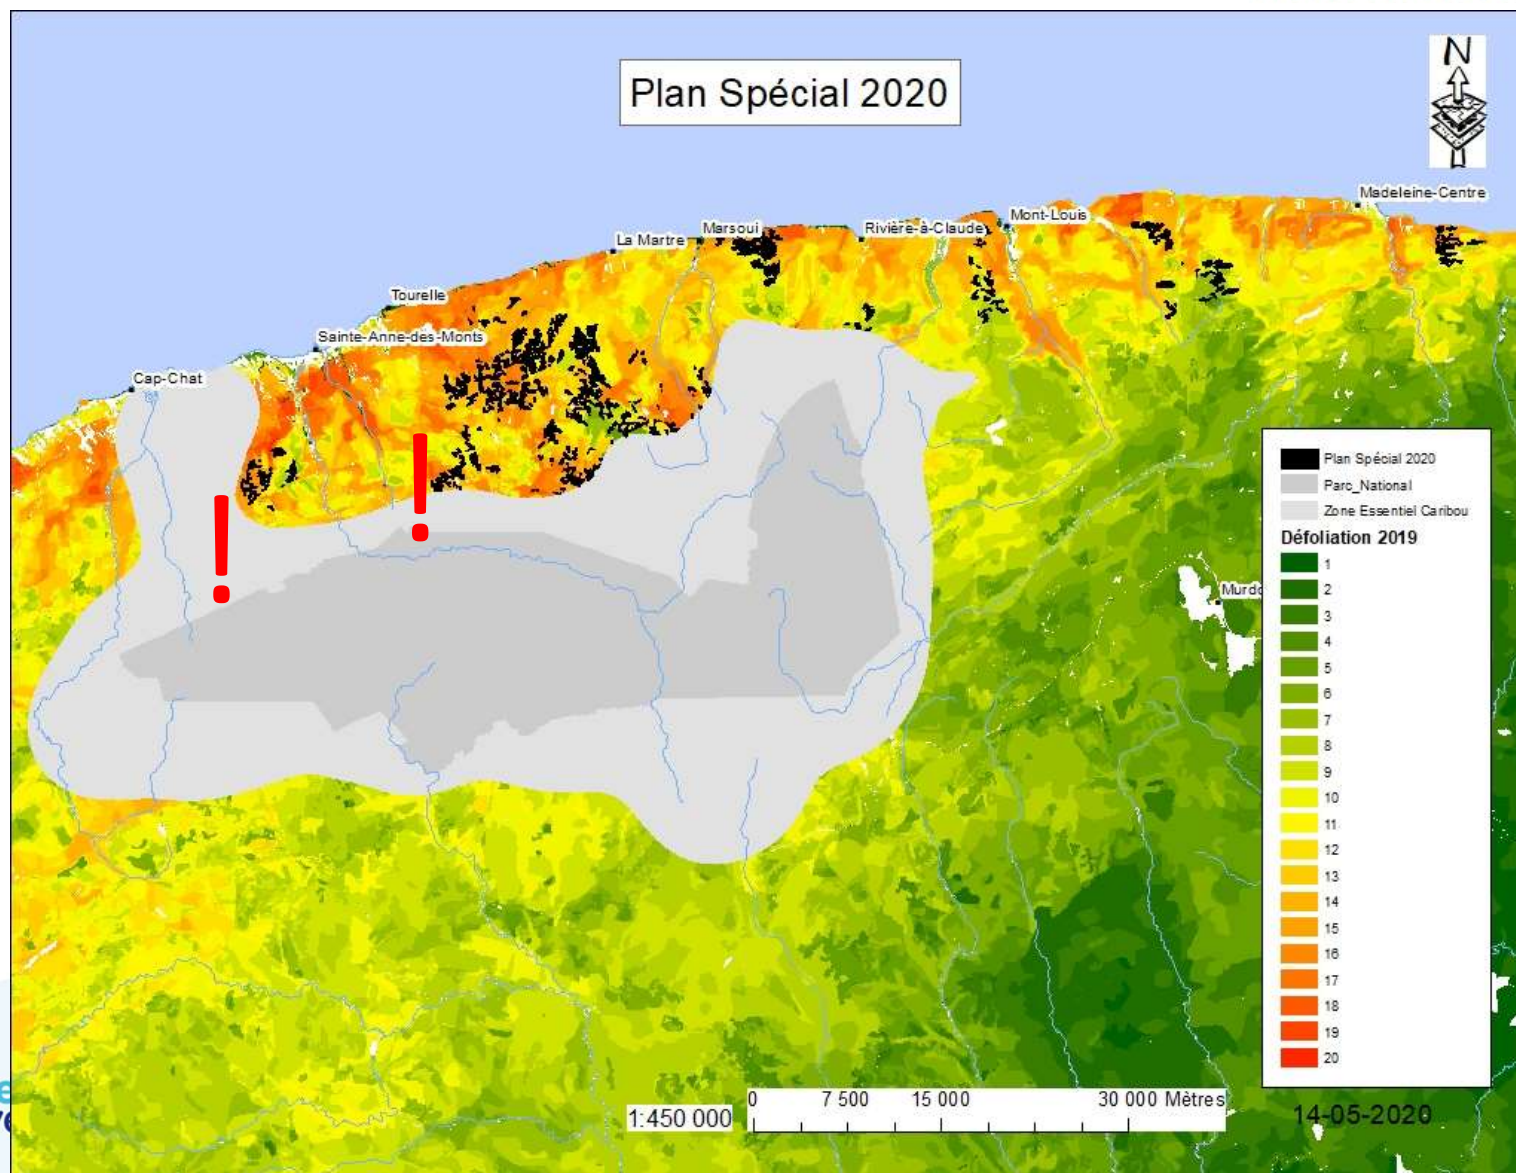 Plan Spécial 2020
N
Madeleine-Centre
Mont-Louis
Rivière-à-Claude
Marsoui
La Martre
Tourelle
Sainte-Anne-des-Monts
Cap-Chat
!
!
Plan Spécial 2020
Parc_National
Zone Essentiel Caribou
Défoliation 2019
1
2
3
4
5
6
7
8
9
10
11
12
13
14
15
16
17
18
19
20
Murdo
1:450 000
0 7 500 15 000 30 000 Mètres
14-05-2020